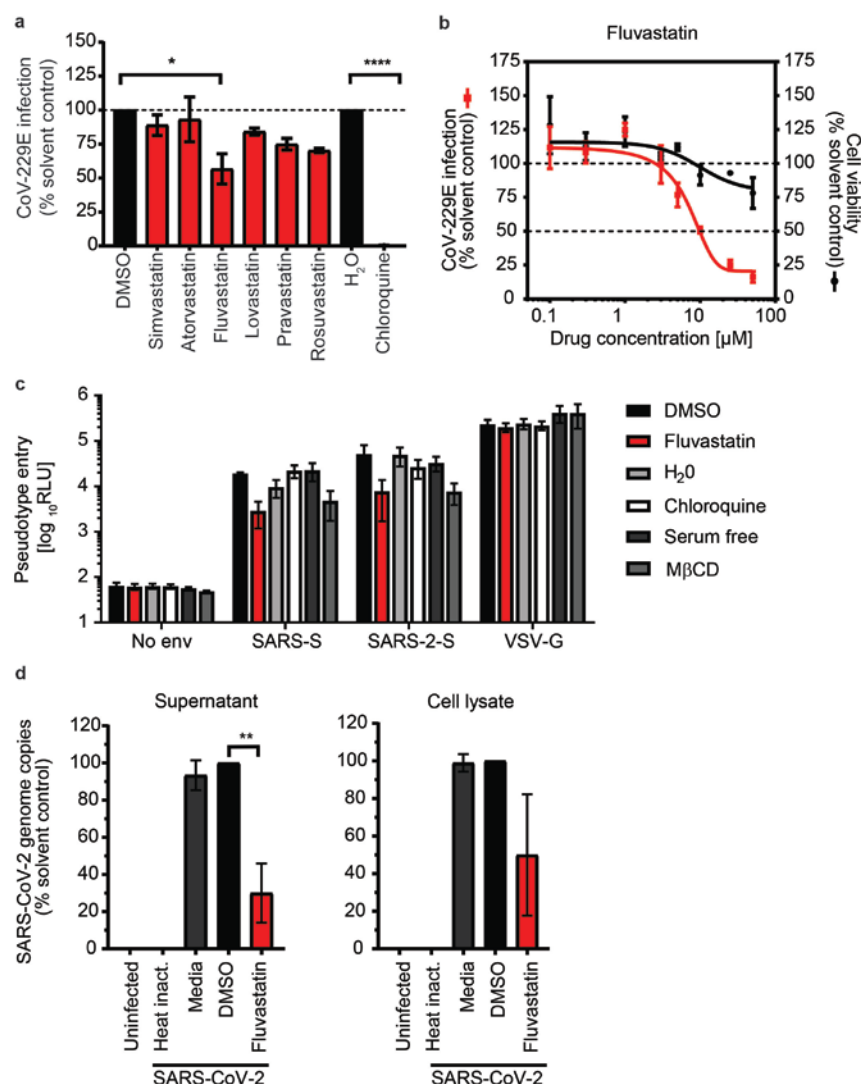 a
CoV-229E infection
(% solvent control)
150
125
100
75
50
25
0
*
****
DMSO
Simvastatin
Atorvastatin
Fluvastatin
Lovastatin
Pravastatin
Rosuvastatin
H2O
Chloroquine
b
Fluvastatin
CoV-229E infection
(% solvent control)
175
150
125
100
75
50
25
0
175
150
125
100
75
50
25
0
Cell viability
(% solvent control)
0.1
1
10
100
Drug concentration [µM]
c
Pseudotype entry
[log 10RLU]
6
5
4
3
2
1
No env
SARS-S
SARS-2-S
VSV-G
DMSO
Fluvastatin
H20
Chloroquine
Serum free
MβCD
d
SARS-CoV-2 genome copies
(% solvent control)
Supernatant
120
100
80
60
40
20
0
**
Uninfected
Heat inact.
Media
DMSO
Fluvastatin
SARS-CoV-2
Cell lysate
120
100
80
60
40
20
0
Uninfected
Heat inact.
Media
DMSO
Fluvastatin
SARS-CoV-2